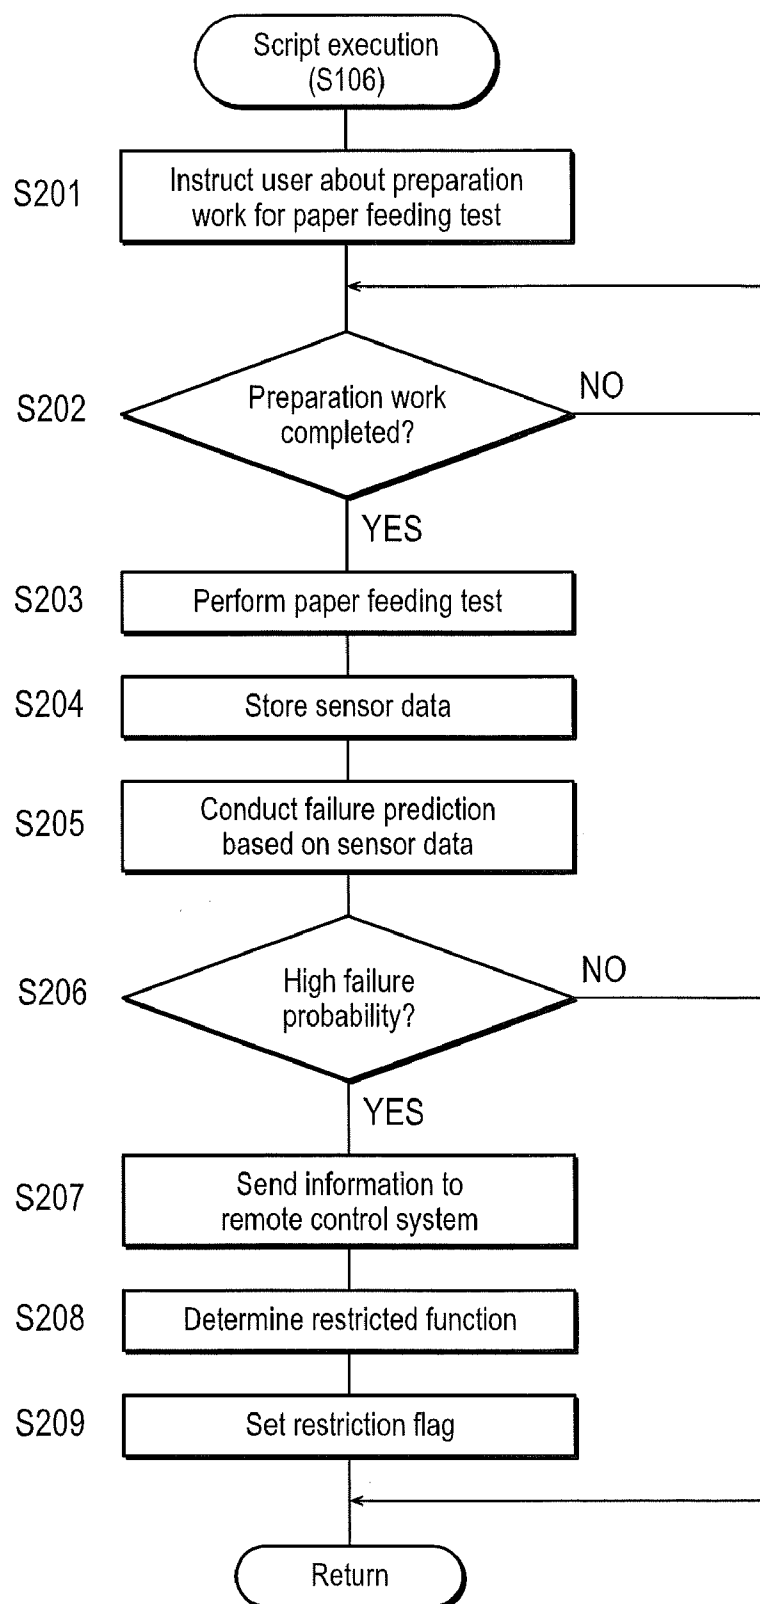 Script execution
(S106)
S201
Instruct user about preparation
work for paper feeding test
S202
Preparation work
completed?
NO
YES
S203
Perform paper feeding test
S204
Store sensor data
S205
Conduct failure prediction
based on sensor data
S206
High failure
probability?
NO
YES
S207
Send information to
remote control system
S208
Determine restricted function
S209
Set restriction flag
Return